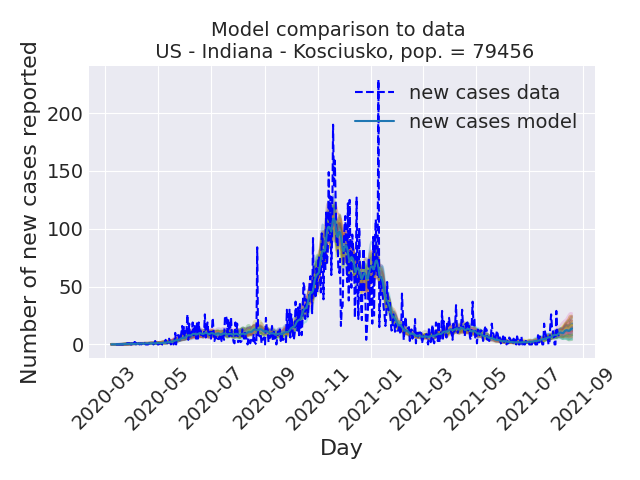 Model comparison to data
US - Indiana - Kosciusko, pop. = 79456
Number of new cases reported
200
150
100
50
0
new cases data
new cases model
2020-03
2020-05
2020-07
2020-09
2020-11
2021-01
2021-03
2021-05
2021-07
2021-09
Day